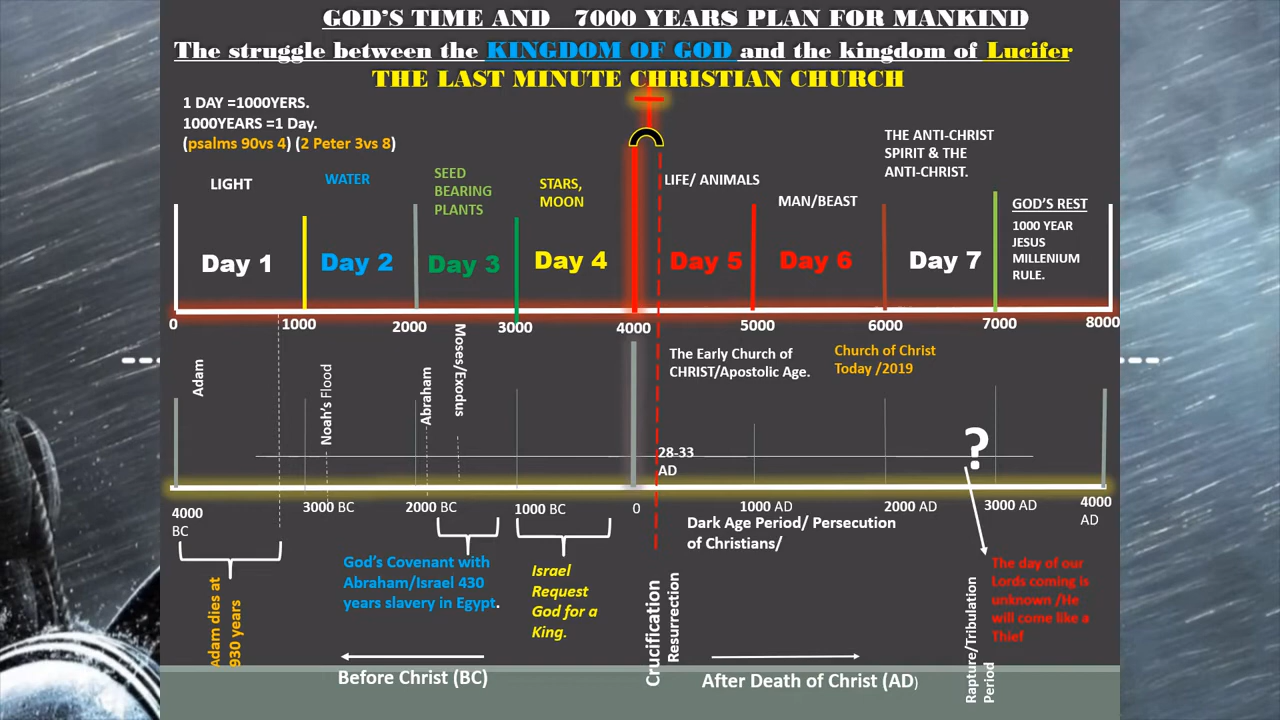 GOD'S TIME AND 7000 YEARS PLAN FOR MANKIND
The struggle between the KINGDOM OF GOD and the kingdom of Lucifer
THE LAST MINUTE CHRISTIAN CHURCH
1 DAY =1000YERS.
1000YEARS =1 Day.
(psalms 90vs 4) (2 Peter 3vs 8)
LIGHT
WATER
SEED
BEARING
PLANTS
STARS,
MOON
LIFE/ ANIMALS
MAN/BEAST
THE ANTI-CHRIST
SPIRIT & THE
ANTI-CHRIST.
GOD'S REST
1000 YEAR
JESUS
MILLENIUM
RULE.
Day 1
Day 2
Day 3
Day 4
Day 5
Day 6
Day 7
0
1000
2000
3000
4000
5000
6000
7000
8000
Adam
Noah's Flood
Abraham
Moses/Exodus
The Early Church of
CHRIST/Apostolic Age.
Church of Christ
Today /2019
28-33
AD
?
4000
BC
3000 BC
2000 BC
1000 BC
0
1000 AD
2000 AD
3000 AD
4000
AD
Dark Age Period/ Persecution
of Christians/
Adam dies at
930 years
God's Covenant with
Abraham/Israel 430
years slavery in Egypt.
Israel
Request
God for a
King.
Crucification
Resurrection
Rapture/Tribulation
Period
The day of our
Lords coming is
unknown /He
will come like a
Thief
Before Christ (BC)
After Death of Christ (AD)